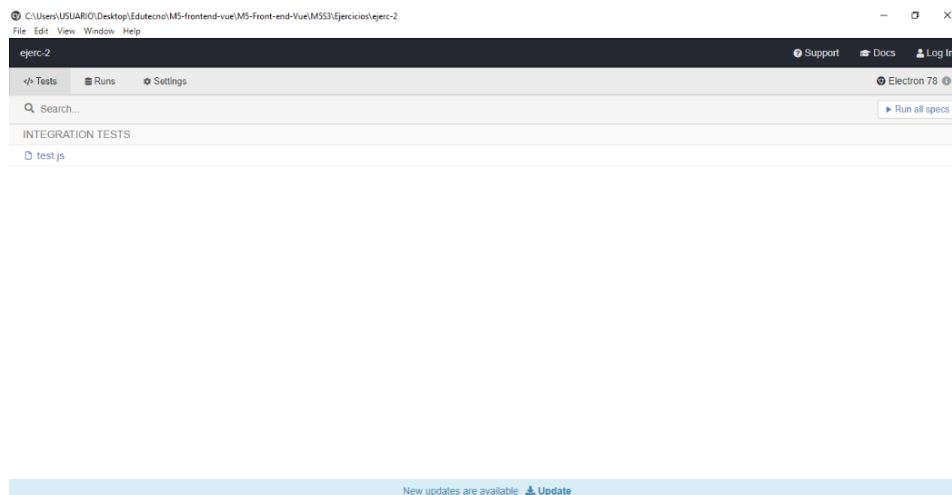 C:\Users\USUARIO\Desktop\Edutecno\M5-frontend-vue\M5-Front-end-Vue\M5S3\Ejercicios\ejerc-2
File Edit View Window Help
ejerc-2 Support Docs Log In
</> Tests Runs Settings Electron 78
Search... Run all specs
INTEGRATION TESTS
test.js
New updates are available Update